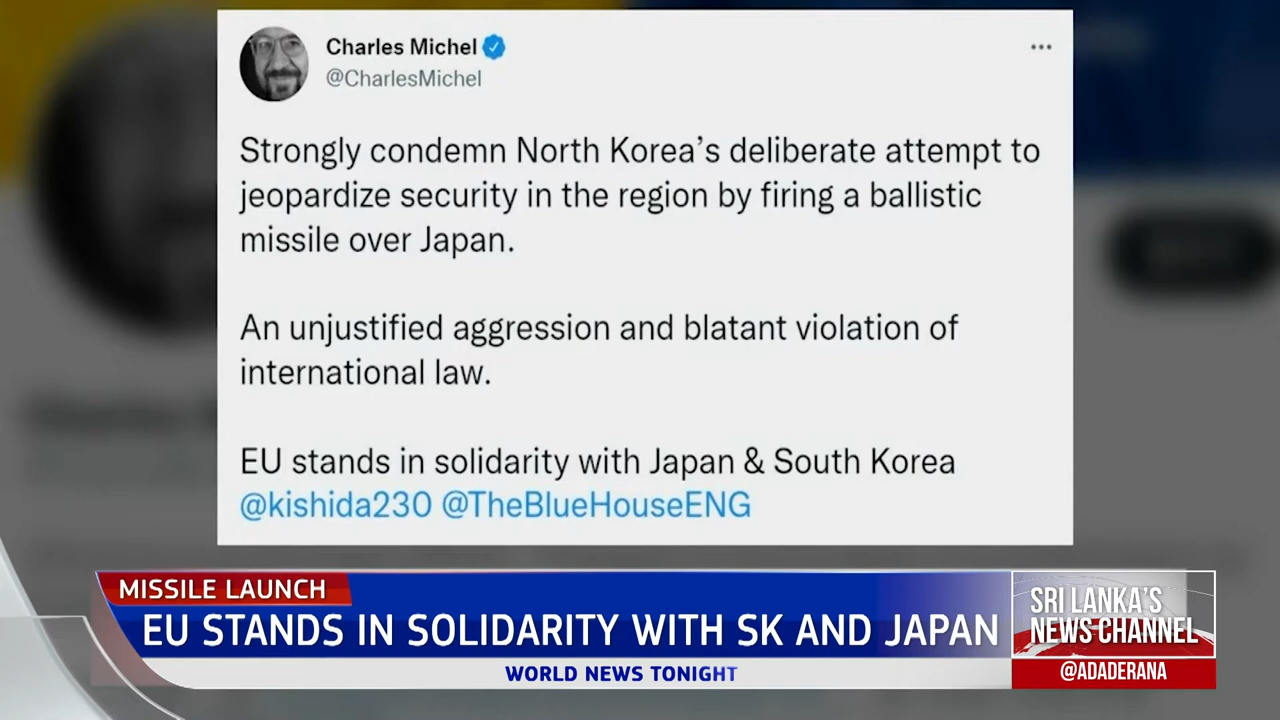 Charles Michel
@CharlesMichel
Strongly condemn North Korea’s deliberate attempt to
jeopardize security in the region by firing a ballistic
missile over Japan.
An unjustified aggression and blatant violation of
international law.
EU stands in solidarity with Japan & South Korea
@kishida230 @TheBlueHouseENG
MISSILE LAUNCH
EU STANDS IN SOLIDARITY WITH SK AND JAPAN
WORLD NEWS TONIGHT
SRI LANKA'S
NEWS CHANNEL
@ADADERANA